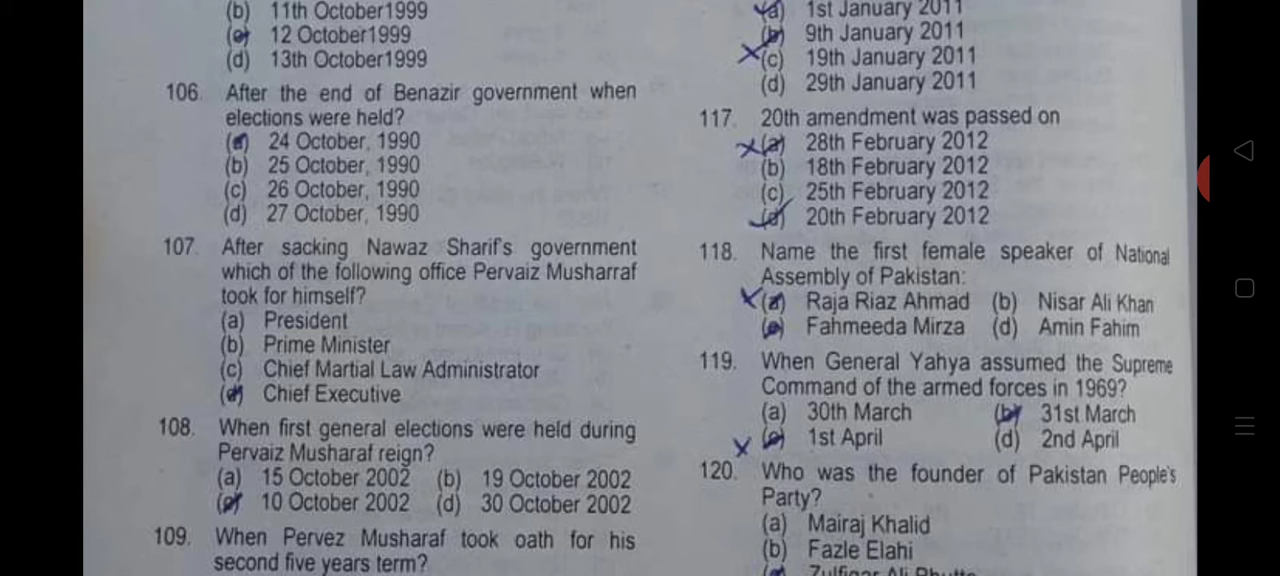 (b) 11th October1999
(c) 12 October1999
(d) 13th October1999
106. After the end of Benazir government when
elections were held?
(a) 24 October, 1990
(b) 25 October, 1990
(c) 26 October, 1990
(d) 27 October, 1990
107. After sacking Nawaz Sharif's government
which of the following office Pervaiz Musharraf
took for himself?
(a) President
(b) Prime Minister
(c) Chief Martial Law Administrator
(d) Chief Executive
108. When first general elections were held during
Pervaiz Musharaf reign?
(a) 15 October 2002 (b) 19 October 2002
(c) 10 October 2002 (d) 30 October 2002
109. When Pervez Musharaf took oath for his
second five years term?
(a) 1st January 2011
(b) 9th January 2011
(c) 19th January 2011
(d) 29th January 2011
117. 20th amendment was passed on
(a) 28th February 2012
(b) 18th February 2012
(c) 25th February 2012
(d) 20th February 2012
118. Name the first female speaker of National
Assembly of Pakistan:
(a) Raja Riaz Ahmad (b) Nisar Ali Khan
(c) Fahmeeda Mirza (d) Amin Fahim
119. When General Yahya assumed the Supreme
Command of the armed forces in 1969?
(a) 30th March (b) 31st March
(c) 1st April (d) 2nd April
120. Who was the founder of Pakistan People's
Party?
(a) Mairaj Khalid
(b) Fazle Elahi
(c) Zulfiqar Ali Bhutto